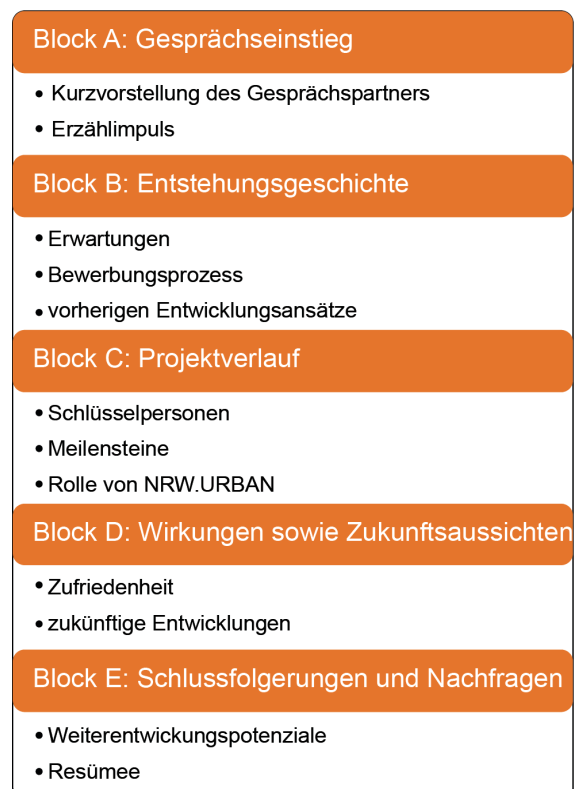 Block A: Gesprächseinstieg
• Kurzvorstellung des Gesprächspartners
• Erzählimpuls
Block B: Entstehungsgeschichte
• Erwartungen
• Bewerbungsprozess
• vorherigen Entwicklungsansätze
Block C: Projektverlauf
• Schlüsselpersonen
• Meilensteine
• Rolle von NRW.URBAN
Block D: Wirkungen sowie Zukunftsaussichten
• Zufriedenheit
• zukünftige Entwicklungen
Block E: Schlussfolgerungen und Nachfragen
• Weiterentwickungspotenziale
• Resümee